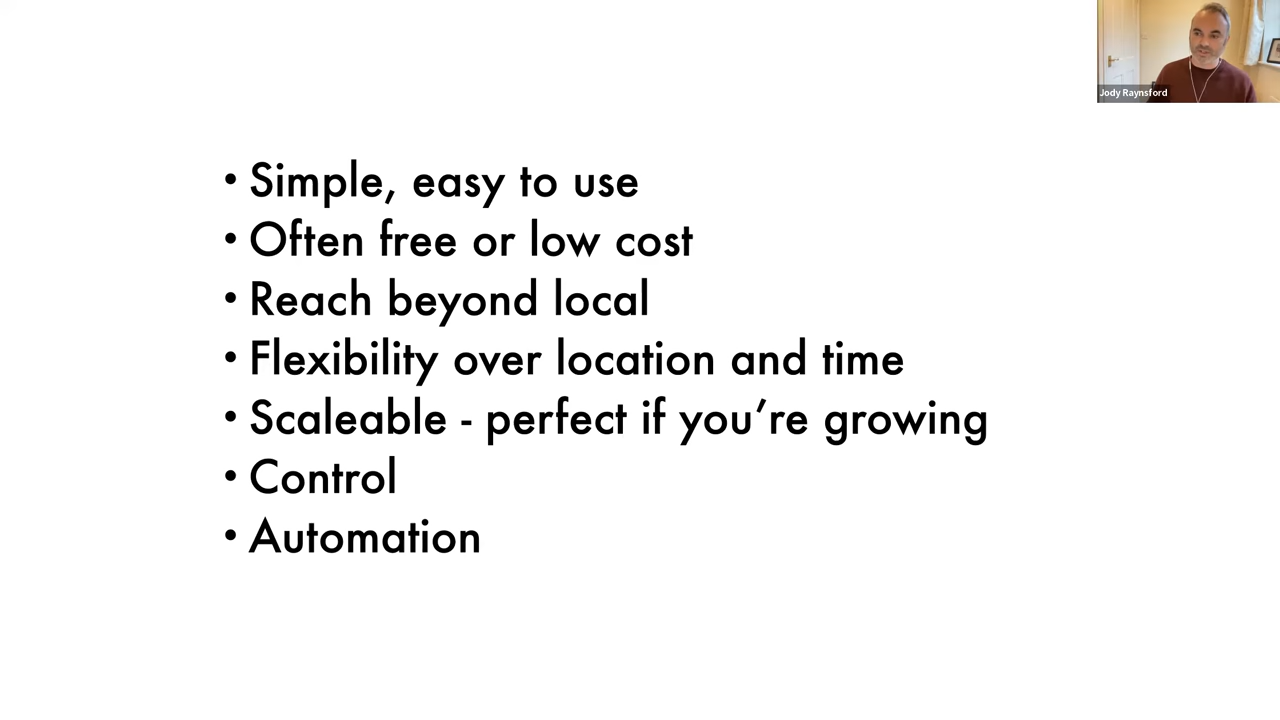 Jody Raynsford
• Simple, easy to use
• Often free or low cost
• Reach beyond local
• Flexibility over location and time
• Scaleable - perfect if you’re growing
• Control
• Automation